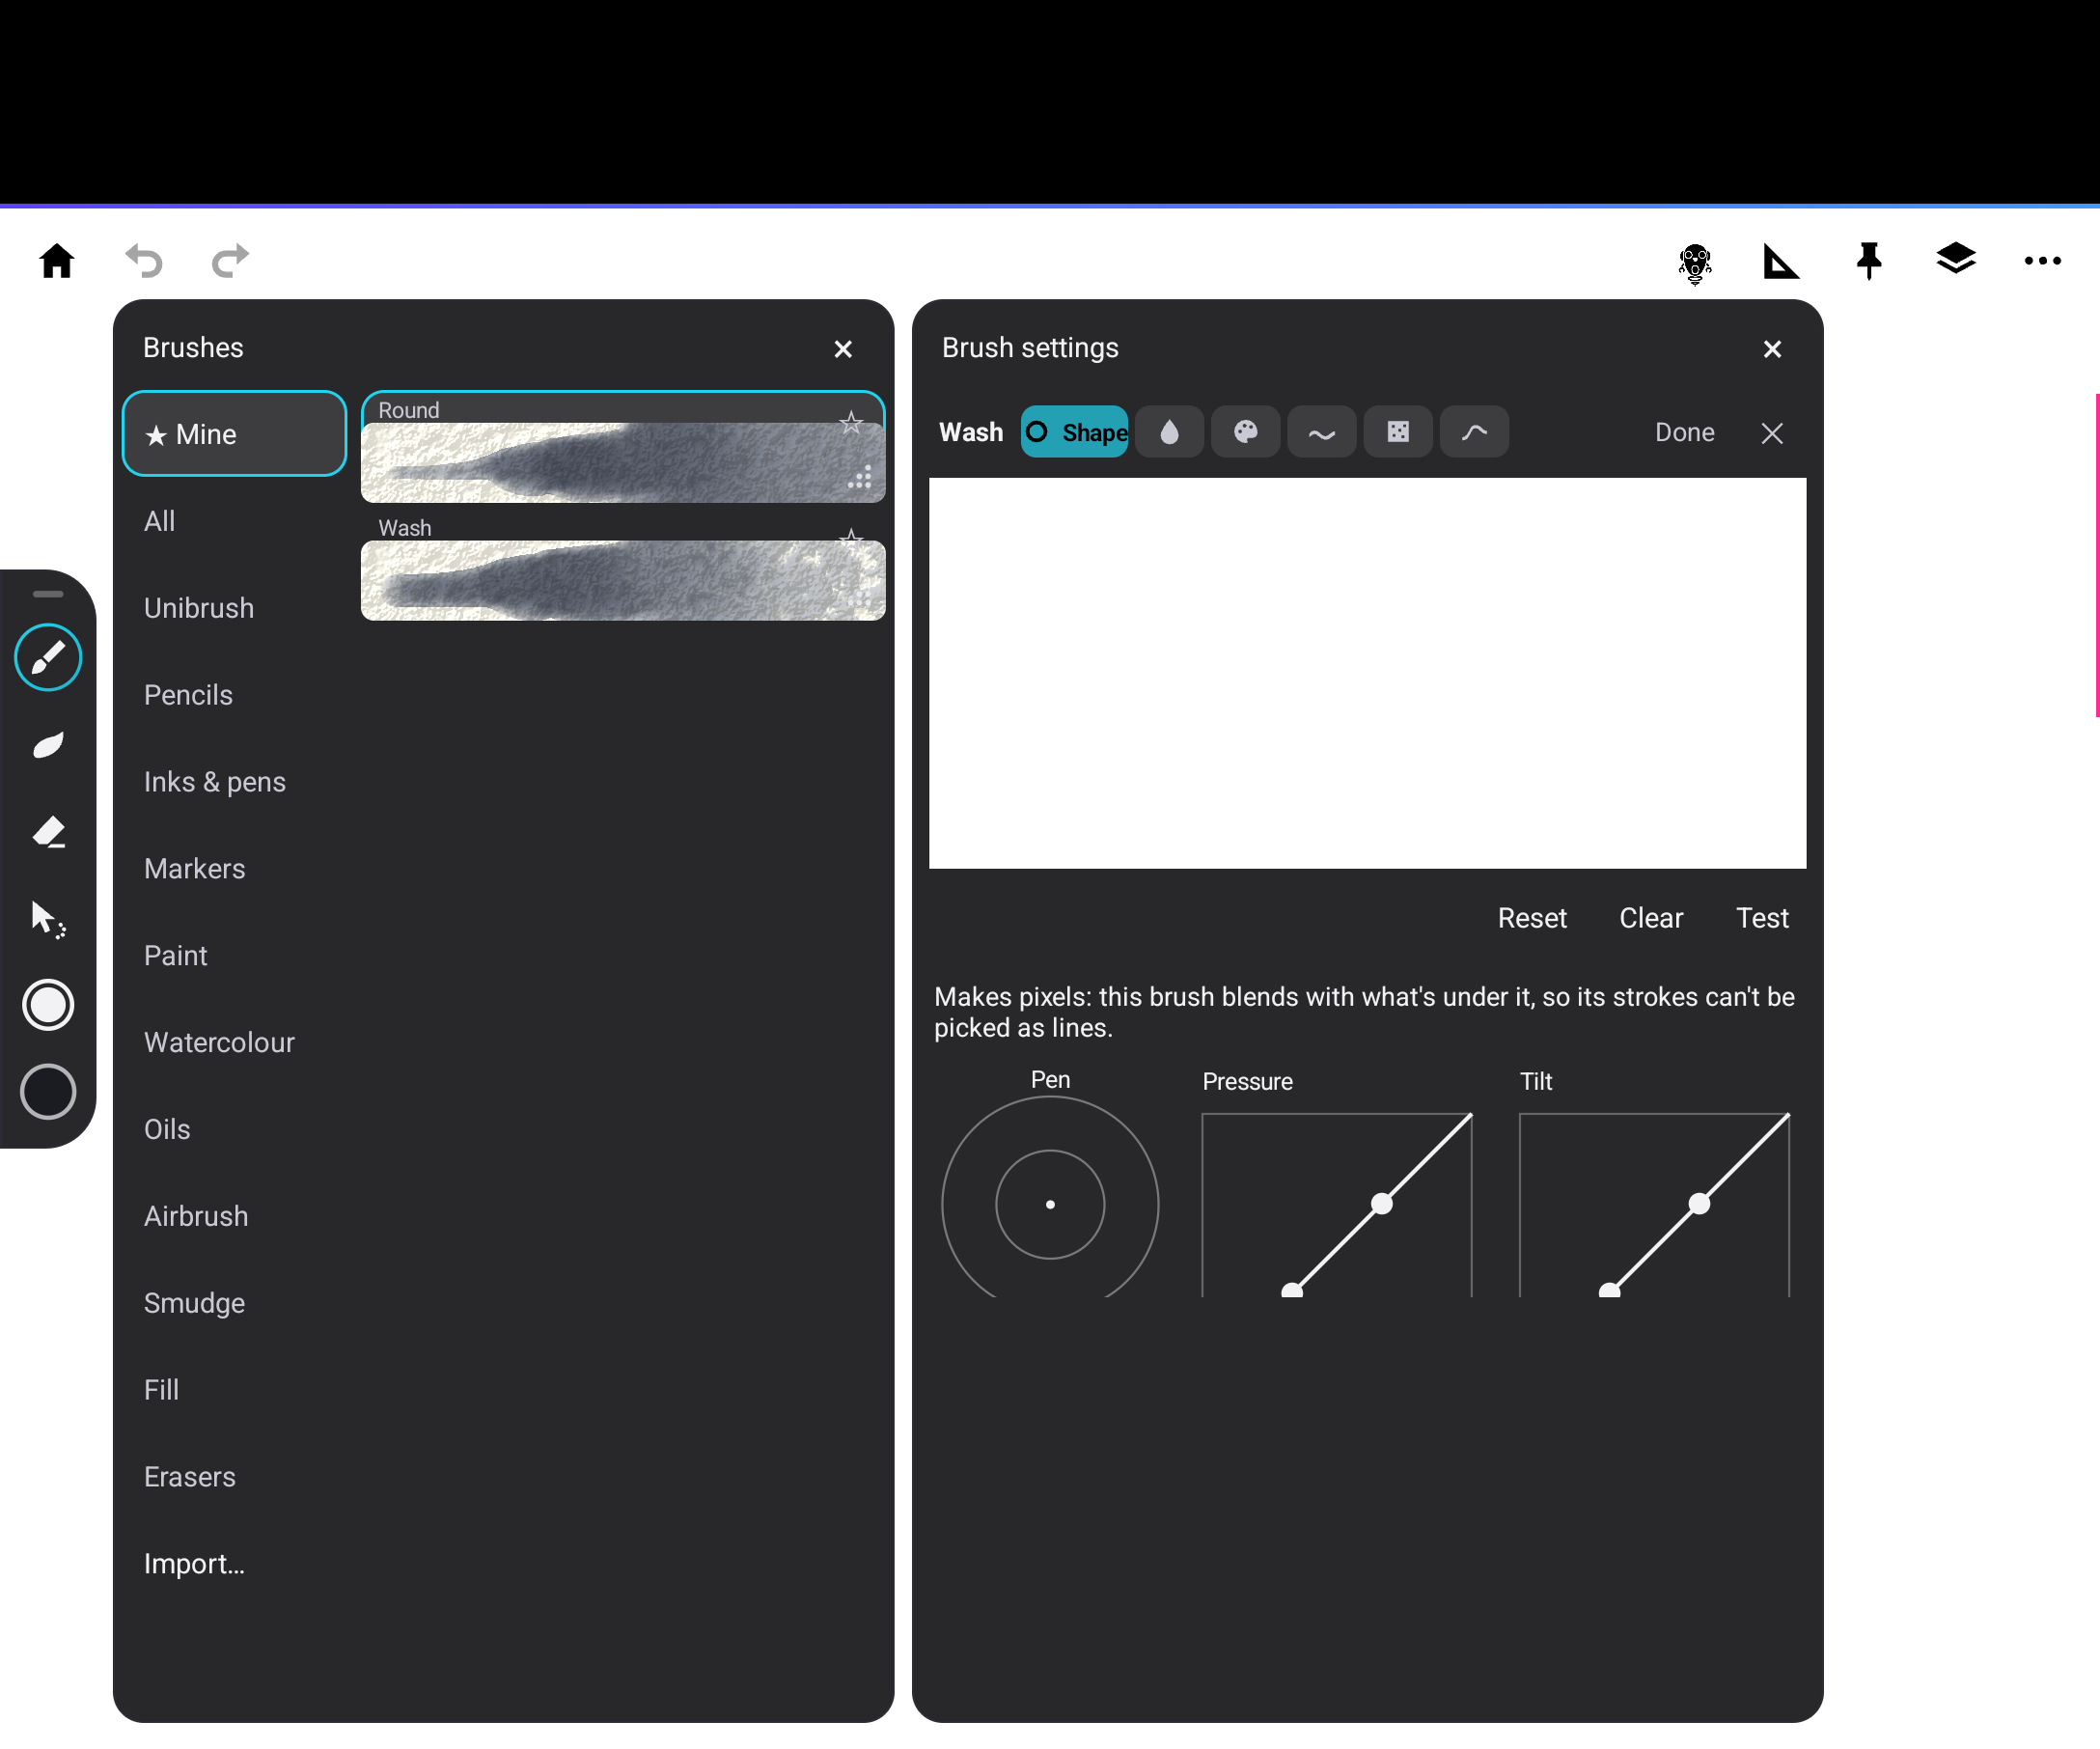 Brushes
★ Mine
All
Unibrush
Pencils
Inks & pens
Markers
Paint
Watercolour
Oils
Airbrush
Smudge
Fill
Erasers
Import...
Round
Wash
Brush settings
Wash Shape Done
Reset Clear Test
Makes pixels: this brush blends with what's under it, so its strokes can't be
picked as lines.
Pen Pressure Tilt